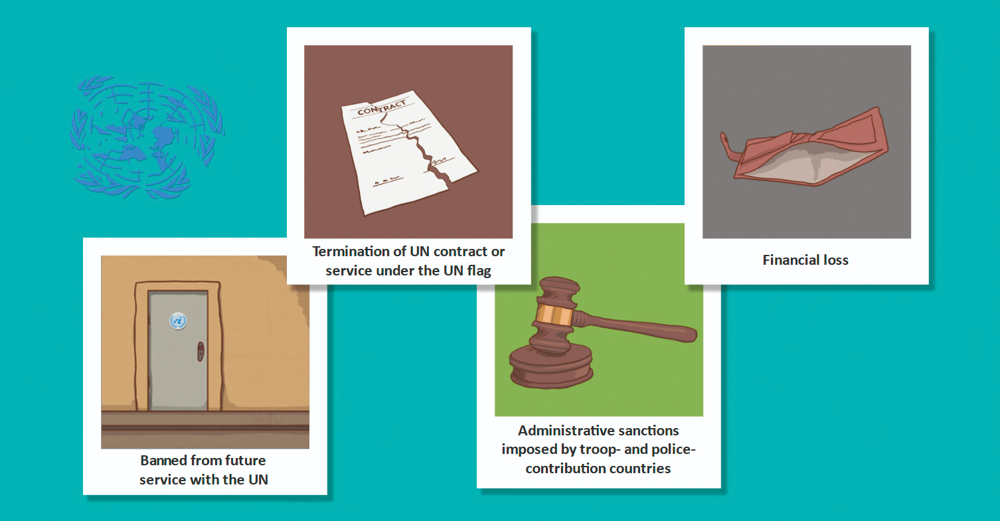 CONTRACT
Termination of UN contract or
service under the UN flag
Financial loss
Banned from future
service with the UN
Administrative sanctions
imposed by troop- and police-
contribution countries